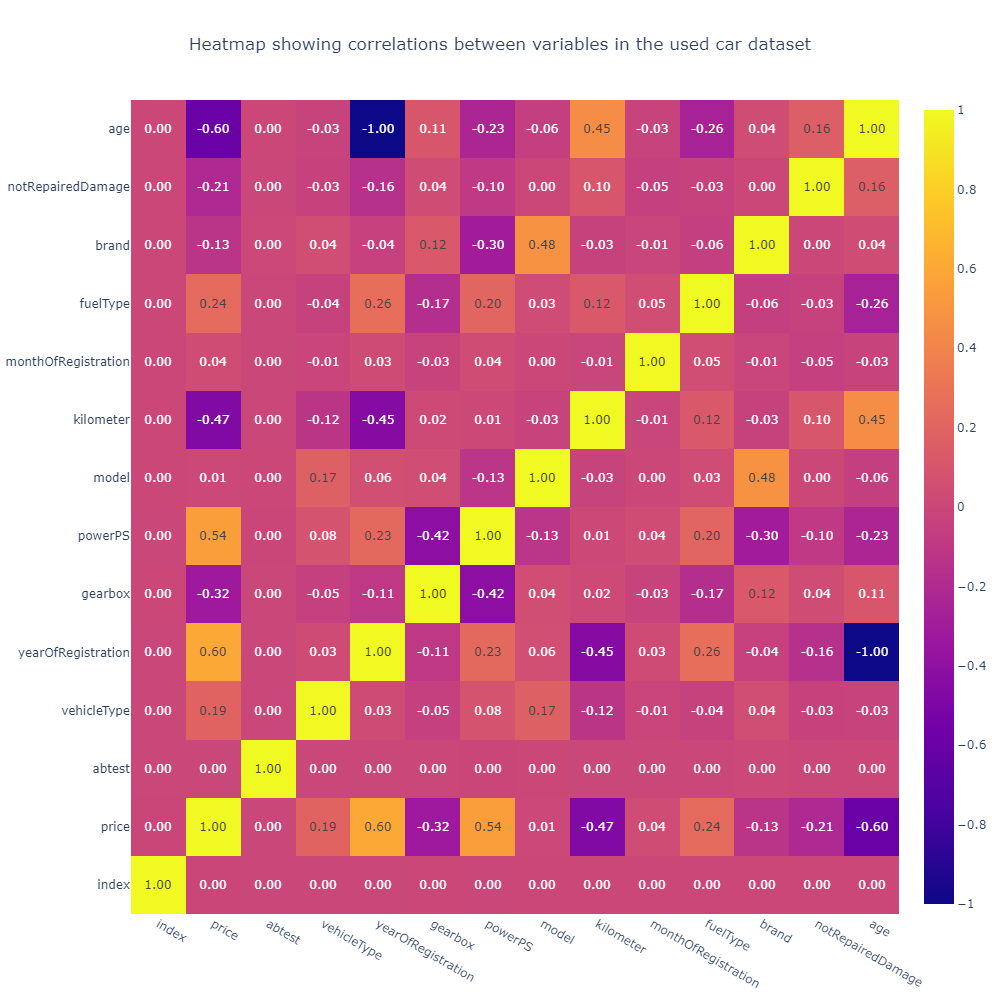 Heatmap showing correlations between variables in the used car dataset
age 0.00 -0.60 0.00 -0.03 -1.00 0.11 -0.23 -0.06 0.45 -0.03 -0.26 0.04 0.16 1.00
notRepairedDamage 0.00 -0.21 0.00 -0.03 -0.16 0.04 -0.10 0.00 0.10 -0.05 -0.03 0.00 1.00 0.16
brand 0.00 -0.13 0.00 0.04 -0.04 0.12 -0.30 0.48 -0.03 -0.01 -0.06 1.00 0.00 0.04
fuelType 0.00 0.24 0.00 -0.04 0.26 -0.17 0.20 0.03 0.12 0.05 1.00 -0.06 -0.03 -0.26
monthOfRegistration 0.00 0.04 0.00 -0.01 0.03 -0.03 0.04 0.00 -0.01 1.00 0.05 -0.01 -0.05 -0.03
kilometer 0.00 -0.47 0.00 -0.12 -0.45 0.02 0.01 -0.03 1.00 -0.01 0.12 -0.03 0.10 0.45
model 0.00 0.01 0.00 0.17 0.06 0.04 -0.13 1.00 -0.03 0.00 0.03 0.48 0.00 -0.06
powerPS 0.00 0.54 0.00 0.08 0.23 -0.42 1.00 -0.13 0.01 0.04 0.20 -0.30 -0.10 -0.23
gearbox 0.00 -0.32 0.00 -0.05 -0.11 1.00 -0.42 0.04 0.02 -0.03 -0.17 0.12 0.04 0.11
yearOfRegistration 0.00 0.60 0.00 0.03 1.00 -0.11 0.23 0.06 -0.45 0.03 0.26 -0.04 -0.16 -1.00
vehicleType 0.00 0.19 0.00 1.00 0.03 -0.05 0.08 0.17 -0.12 -0.01 -0.04 0.04 -0.03 -0.03
abtest 0.00 0.00 1.00 0.00 0.00 0.00 0.00 0.00 0.00 0.00 0.00 0.00 0.00 0.00
price 0.00 1.00 0.00 0.19 0.60 -0.32 0.54 0.01 -0.47 0.04 0.24 -0.13 -0.21 -0.60
index 1.00 0.00 0.00 0.00 0.00 0.00 0.00 0.00 0.00 0.00 0.00 0.00 0.00 0.00
index price abtest vehicleType yearOfRegistration gearbox powerPS model kilometer monthOfRegistration fuelType brand notRepairedDamage age
1
0.8
0.6
0.4
0.2
0
−0.2
−0.4
−0.6
−0.8
−1